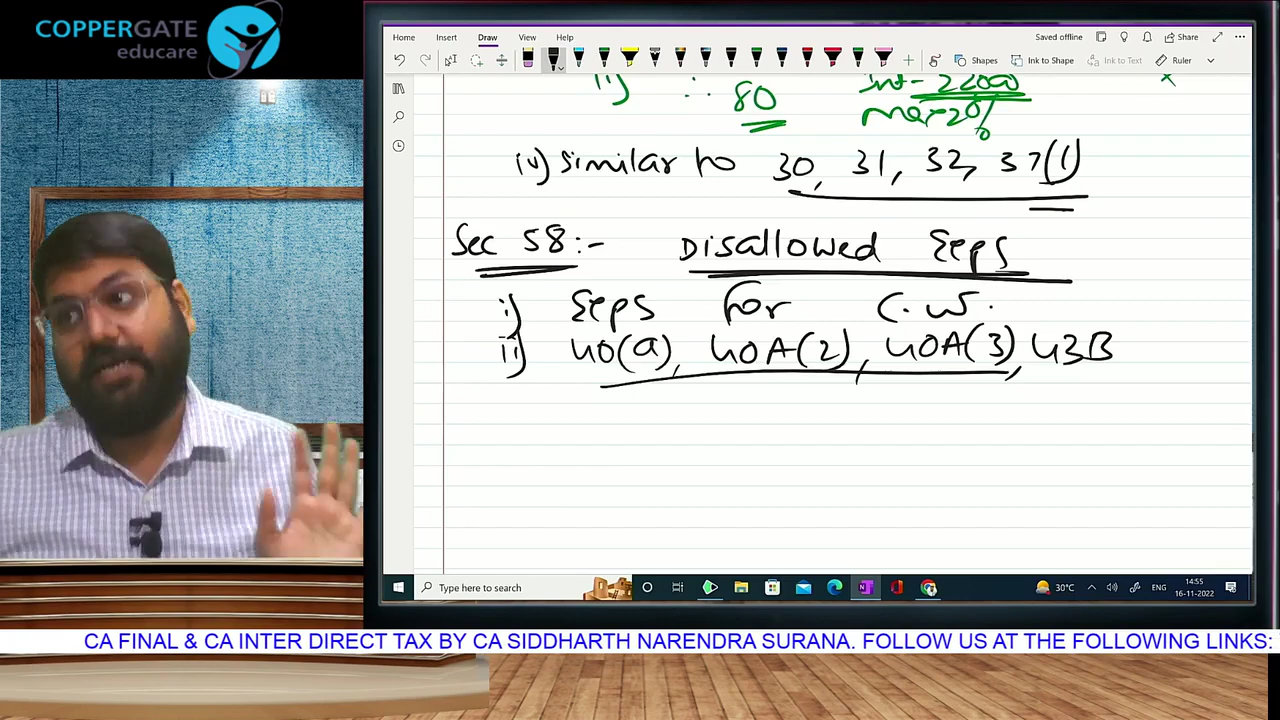 COPPERGATE
educare
Home Insert Draw View Help
Saved offline
Share
Shapes Ink to Shape Ink to Text Ruler
ii) ∴ 80 Int - 22000
Max 20%
x
iv) Similar to 30, 31, 32, 37(1)
Sec 58:- Disallowed Exps
i) Exps for C.W.
ii) 40(a), 40A(2), 40A(3), 43B
Type here to search
30°C
ENG
14:55
16-11-2022
CA FINAL & CA INTER DIRECT TAX BY CA SIDDHARTH NARENDRA SURANA. FOLLOW US AT THE FOLLOWING LINKS: